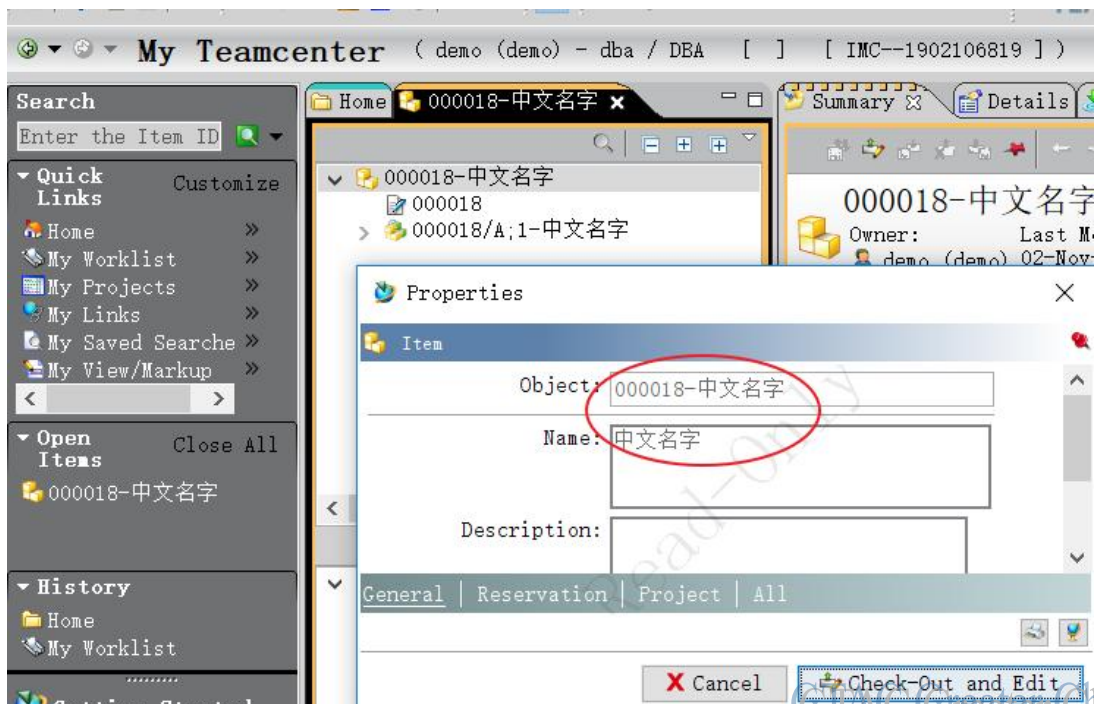 My Teamcenter ( demo (demo) - dba / DBA [ ] [ IMC--1902106819 ] )
Search
Enter the Item ID
Quick Links
Customize
Home
My Worklist
My Projects
My Links
My Saved Searche
My View/Markup
Open Items
Close All
000018-中文名字
History
Home
My Worklist
Home
000018-中文名字
000018-中文名字
000018
000018/A;1-中文名字
Summary
Details
000018-中文名字
Owner:
Last M
demo (demo)
02-Nov-
Properties
Item
Object: 000018-中文名字
Name: 中文名字
Description:
Read-Only
General | Reservation | Project | All
Cancel
Check-Out and Edit